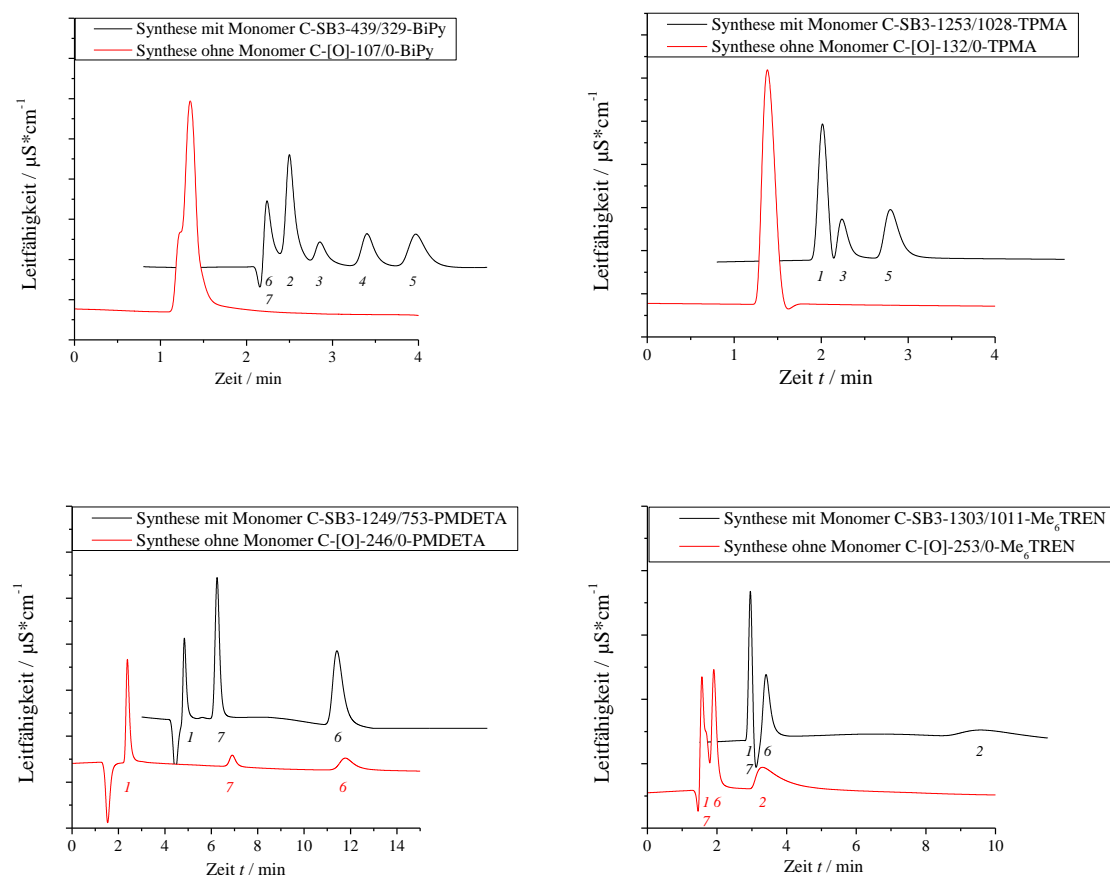 Synthese mit Monomer C-SB3-439/329-BiPy
Synthese ohne Monomer C-[O]-107/0-BiPy
Leitfähigkeit / µS*cm⁻¹
6 2 3 4 5
7
0 1 2 3 4
Zeit / min
Synthese mit Monomer C-SB3-1253/1028-TPMA
Synthese ohne Monomer C-[O]-132/0-TPMA
Leitfähigkeit / µS*cm⁻¹
1 3 5
0 1 2 3 4
Zeit t / min
Synthese mit Monomer C-SB3-1249/753-PMDETA
Synthese ohne Monomer C-[O]-246/0-PMDETA
Leitfähigkeit / µS*cm⁻¹
1 7 6
1 7 6
0 2 4 6 8 10 12 14
Zeit t / min
Synthese mit Monomer C-SB3-1303/1011-Me₆TREN
Synthese ohne Monomer C-[O]-253/0-Me₆TREN
Leitfähigkeit / µS*cm⁻¹
1 6 2
7
1 6 2
7
0 2 4 6 8 10
Zeit t / min